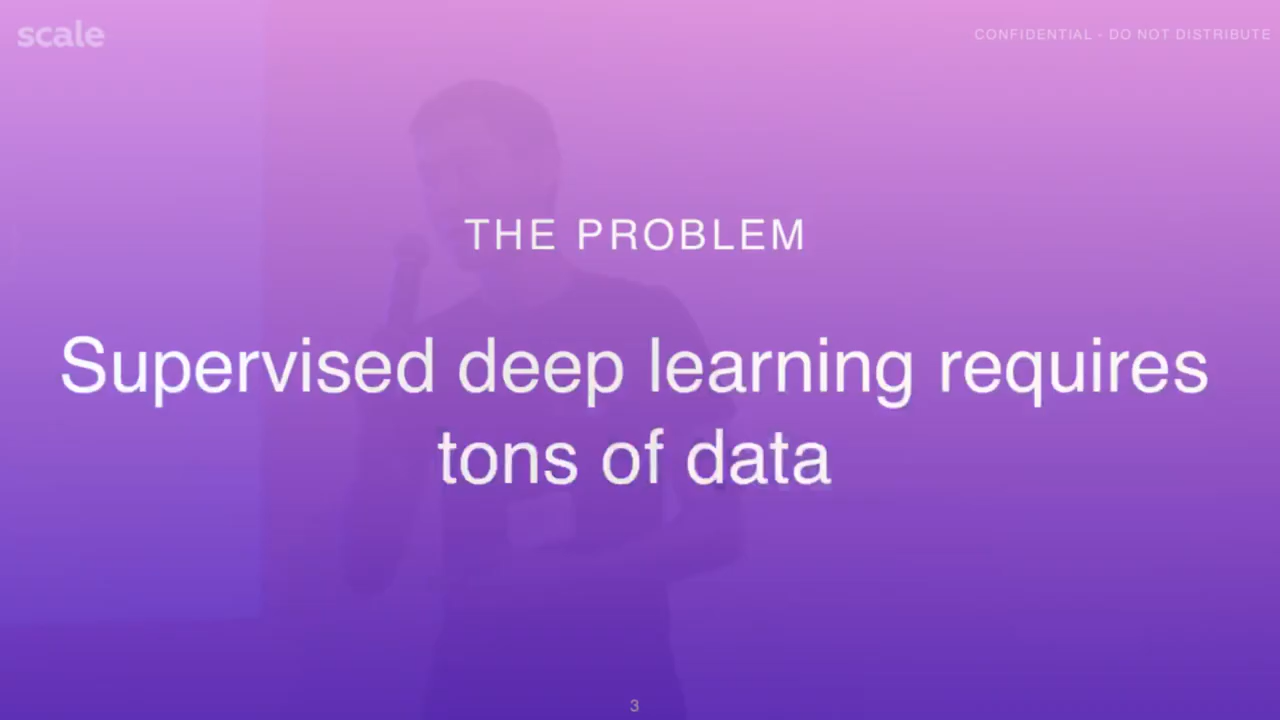 scale
CONFIDENTIAL - DO NOT DISTRIBUTE
THE PROBLEM
Supervised deep learning requires
tons of data
3